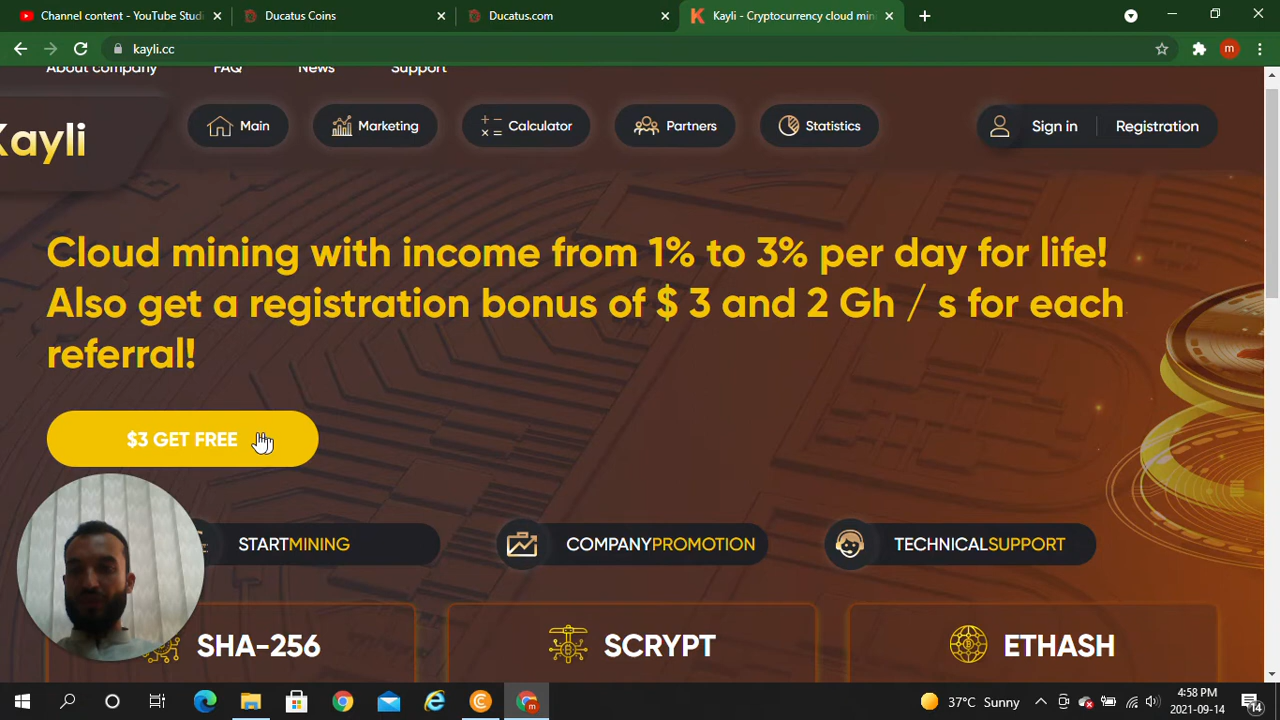 Channel content - YouTube Studi
Ducatus Coins
Ducatus.com
Kayli - Cryptocurrency cloud min
kayli.cc
m
About company FAQ News Support
Kayli
Main
Marketing
Calculator
Partners
Statistics
Sign in
Registration
Cloud mining with income from 1% to 3% per day for life!
Also get a registration bonus of $ 3 and 2 Gh / s for each
referral!
$3 GET FREE
STARTMINING
COMPANYPROMOTION
TECHNICALSUPPORT
SHA-256
SCRYPT
ETHASH
37°C Sunny
4:58 PM
2021-09-14
14